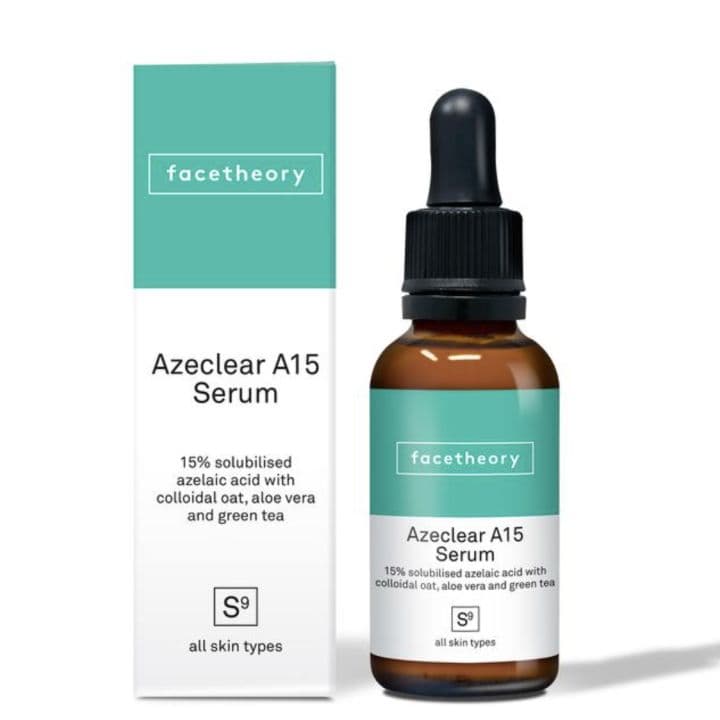 facetheory
Azeclear A15
Serum
15% solubilised
azelaic acid with
colloidal oat, aloe vera
and green tea
S⁹
all skin types
facetheory
Azeclear A15
Serum
15% solubilised azelaic acid with
colloidal oat, aloe vera and green tea
S⁹
all skin types